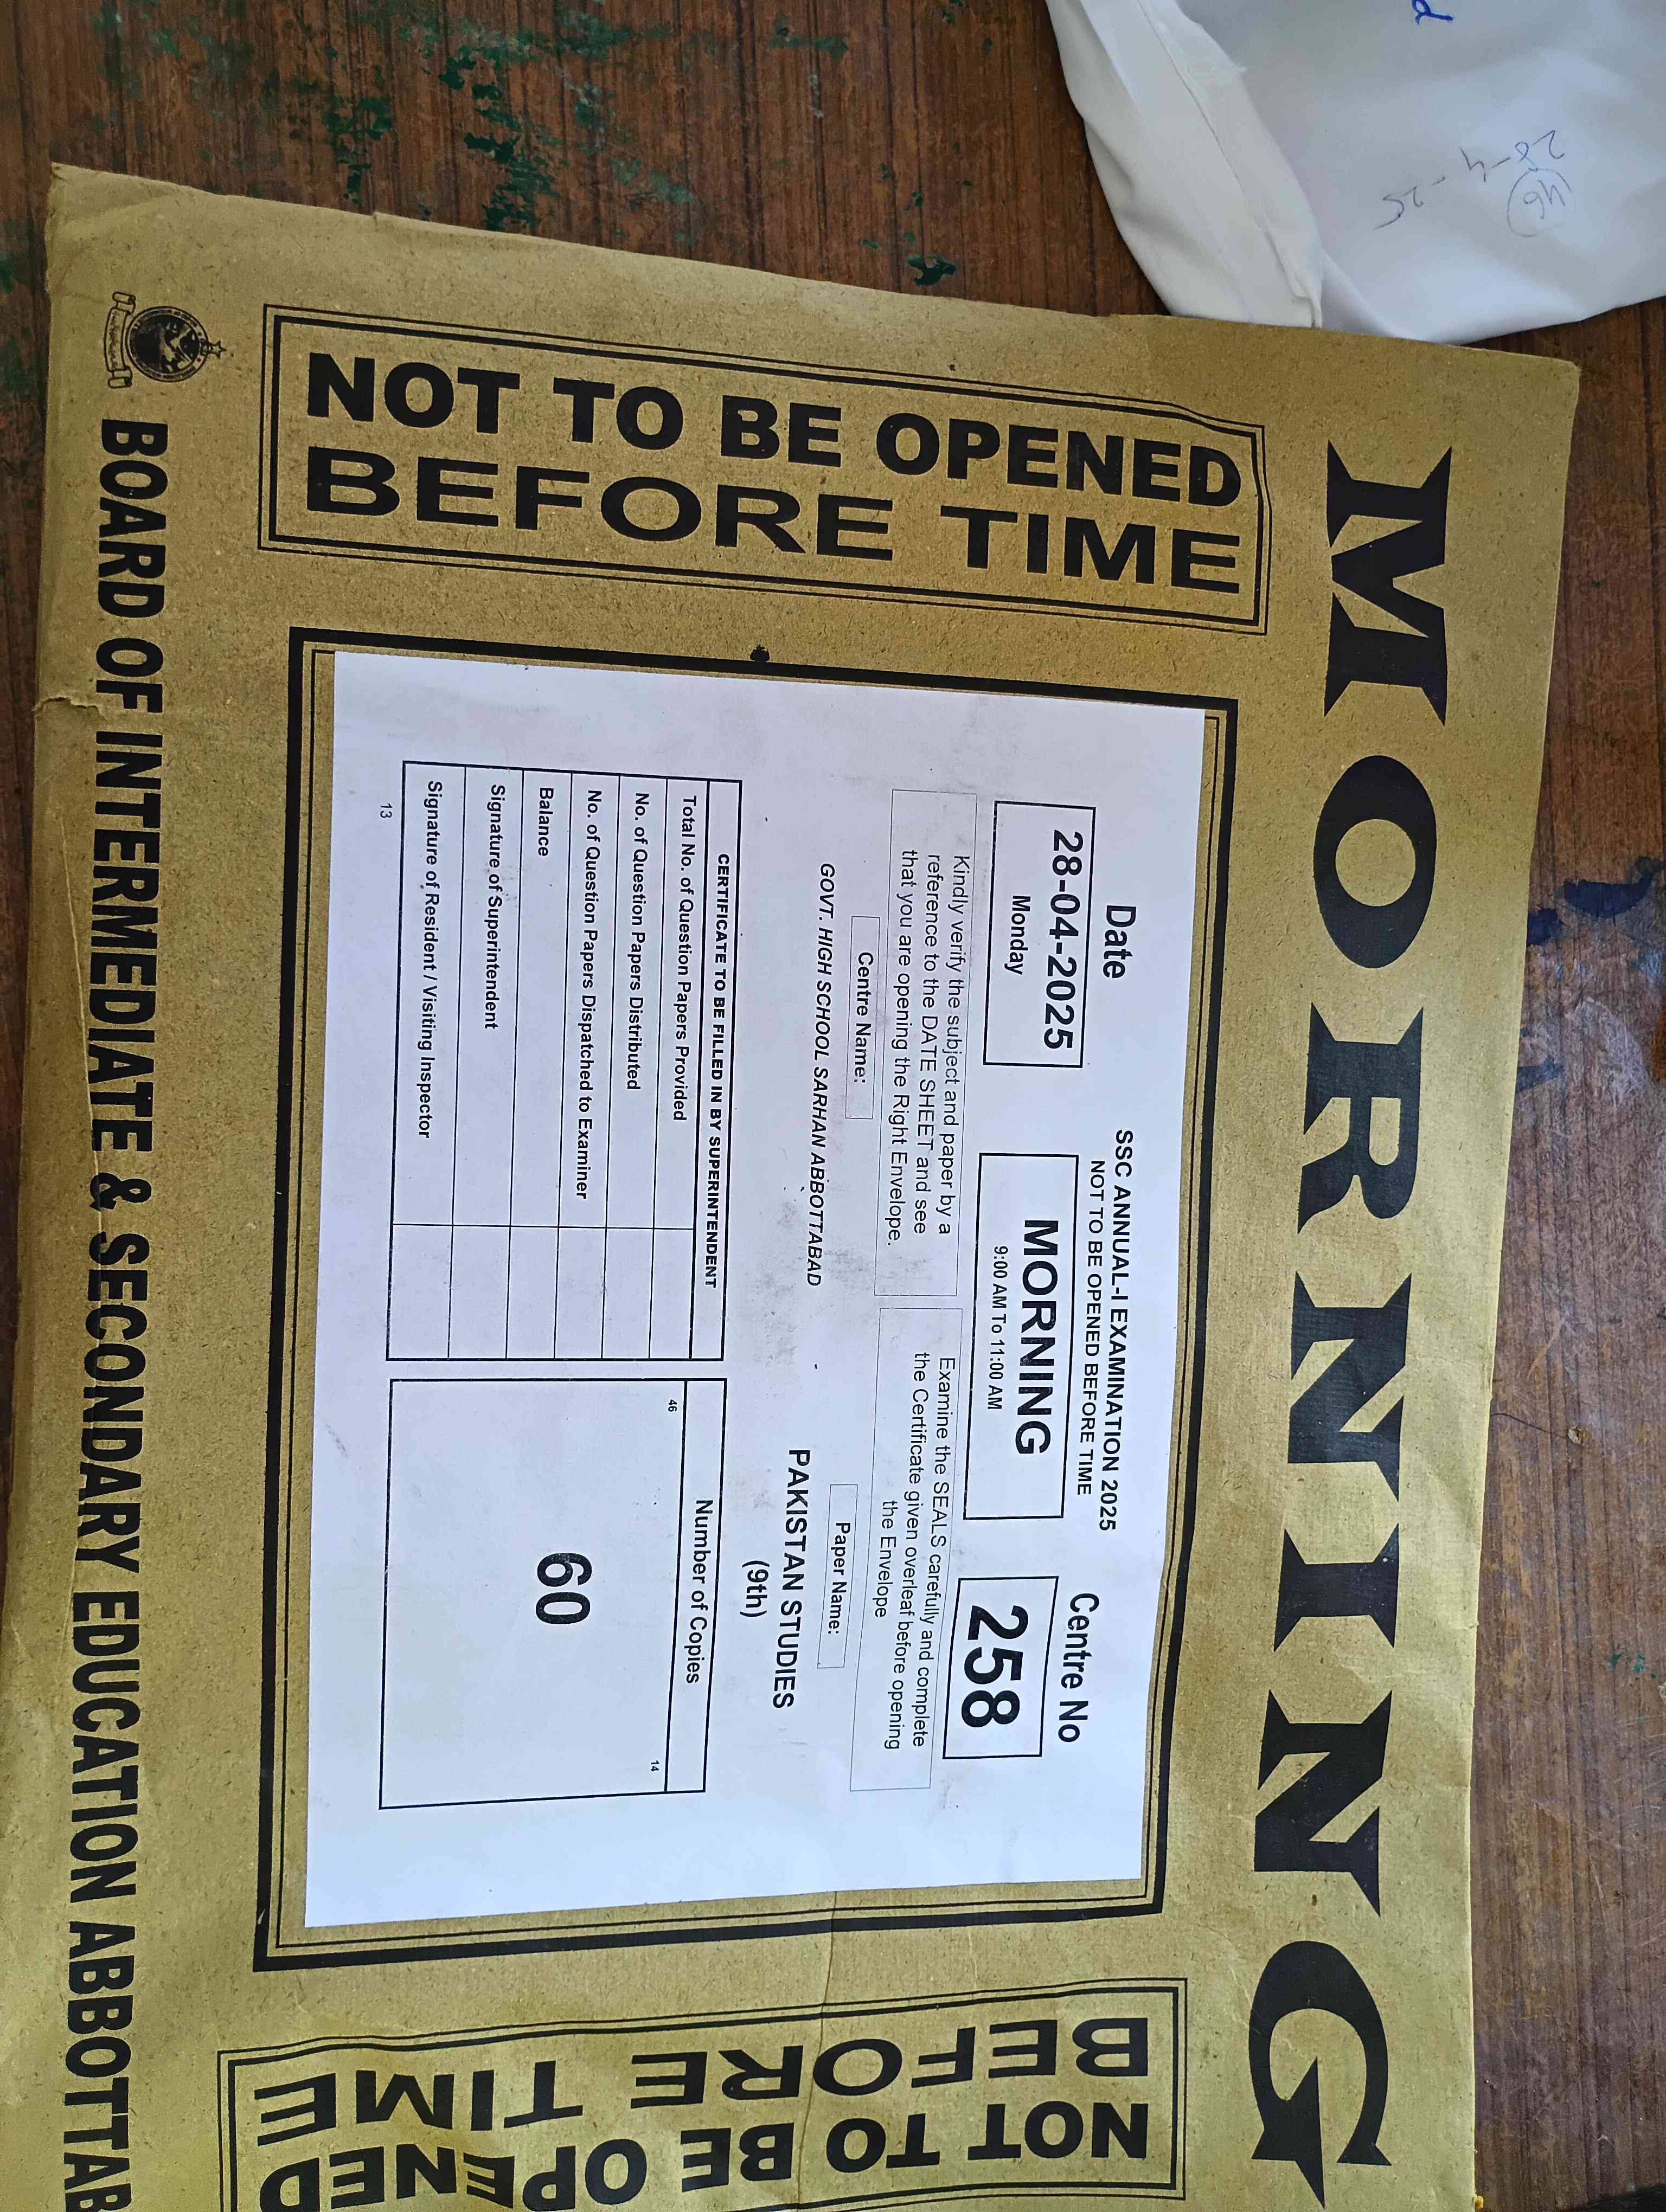 MORNING
NOT TO BE OPENED
BEFORE TIME
Date
28-04-2025
Monday
SSC ANNUAL-I EXAMINATION 2025
NOT TO BE OPENED BEFORE TIME
MORNING
9:00 AM To 11:00 AM
Centre No
258
Kindly verify the subject and paper by a
reference to the DATE SHEET and see
that you are opening the Right Envelope.
Examine the SEALS carefully and complete
the Certificate given overleaf before opening
the Envelope
Centre Name:
GOVT. HIGH SCHOOL SARHAN ABBOTTABAD
Paper Name:
PAKISTAN STUDIES
(9th)
CERTIFICATE TO BE FILLED IN BY SUPERINTENDENT
Total No. of Question Papers Provided
No. of Question Papers Distributed
No. of Question Papers Dispatched to Examiner
Balance
Signature of Superintendent
Signature of Resident / Visiting Inspector
13
Number of Copies
46
14
60
NOT TO BE OPENED
BEFORE TIME
BOARD OF INTERMEDIATE & SECONDARY EDUCATION ABBOTTAB
28-4-25
46